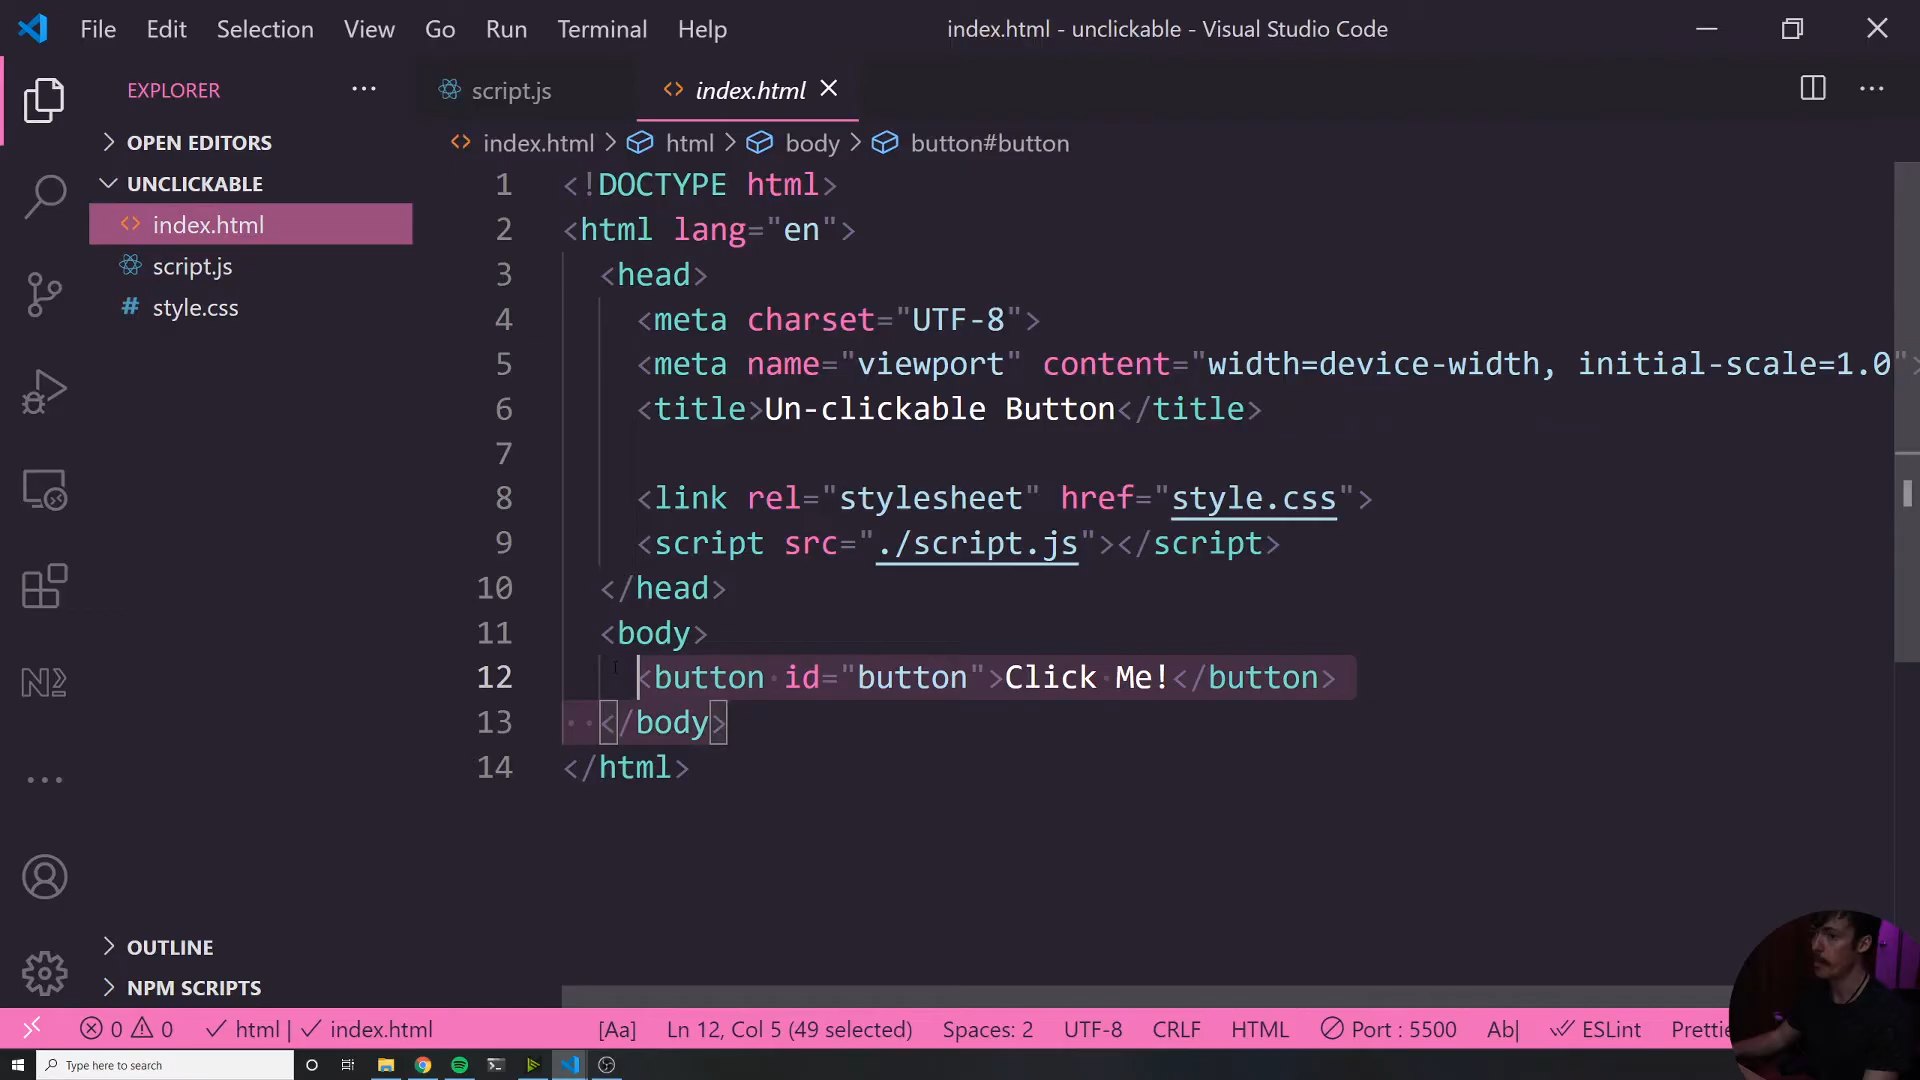 File Edit Selection View Go Run Terminal Help
index.html - unclickable - Visual Studio Code
EXPLORER
script.js
index.html
OPEN EDITORS
UNCLICKABLE
index.html
script.js
style.css
index.html > html > body > button#button
1 <!DOCTYPE html>
2 <html lang="en">
3 <head>
4 <meta charset="UTF-8">
5 <meta name="viewport" content="width=device-width, initial-scale=1.0">
6 <title>Un-clickable Button</title>
7
8 <link rel="stylesheet" href="style.css">
9 <script src="./script.js"></script>
10 </head>
11 <body>
12 <button id="button">Click Me!</button>
13 </body>
14 </html>
OUTLINE
NPM SCRIPTS
0 0 html | index.html [Aa] Ln 12, Col 5 (49 selected) Spaces: 2 UTF-8 CRLF HTML Port : 5500 Ab| ESLint
Type here to search